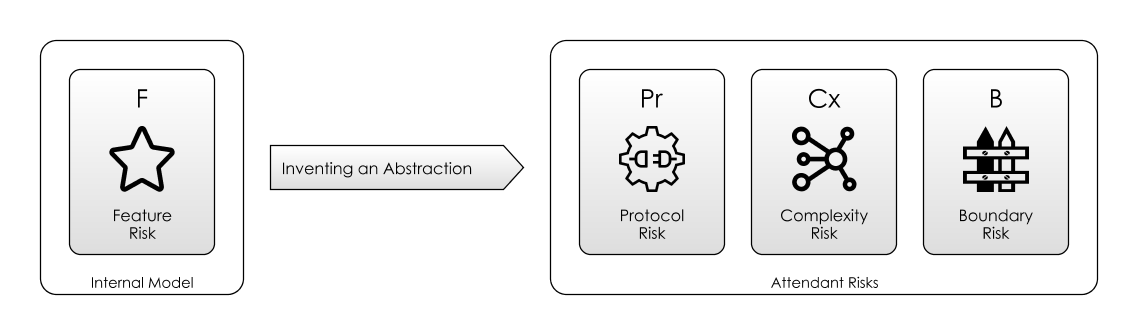 F
Feature
Risk
Internal Model
Inventing an Abstraction
Pr
Protocol
Risk
Cx
Complexity
Risk
B
Boundary
Risk
Attendant Risks